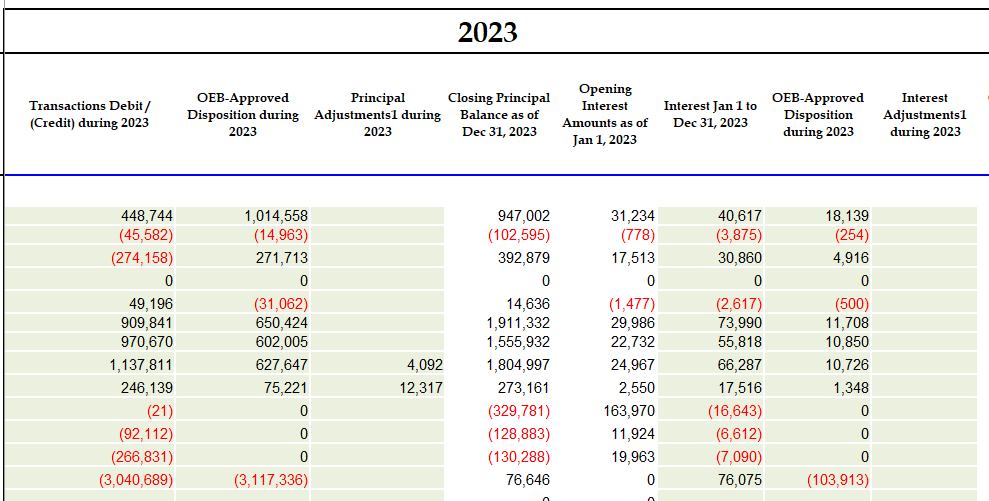 2023
Transactions Debit / (Credit) during 2023
OEB-Approved Disposition during 2023
Principal Adjustments1 during 2023
Closing Principal Balance as of Dec 31, 2023
Opening Interest Amounts as of Jan 1, 2023
Interest Jan 1 to Dec 31, 2023
OEB-Approved Disposition during 2023
Interest Adjustments1 during 2023
448,744 1,014,558 947,002 31,234 40,617 18,139
(45,582) (14,963) (102,595) (778) (3,875) (254)
(274,158) 271,713 392,879 17,513 30,860 4,916
0 0 0 0 0 0
49,196 (31,062) 14,636 (1,477) (2,617) (500)
909,841 650,424 1,911,332 29,986 73,990 11,708
970,670 602,005 1,555,932 22,732 55,818 10,850
1,137,811 627,647 4,092 1,804,997 24,967 66,287 10,726
246,139 75,221 12,317 273,161 2,550 17,516 1,348
(21) 0 (329,781) 163,970 (16,643) 0
(92,112) 0 (128,883) 11,924 (6,612) 0
(266,831) 0 (130,288) 19,963 (7,090) 0
(3,040,689) (3,117,336) 76,646 0 76,075 (103,913)